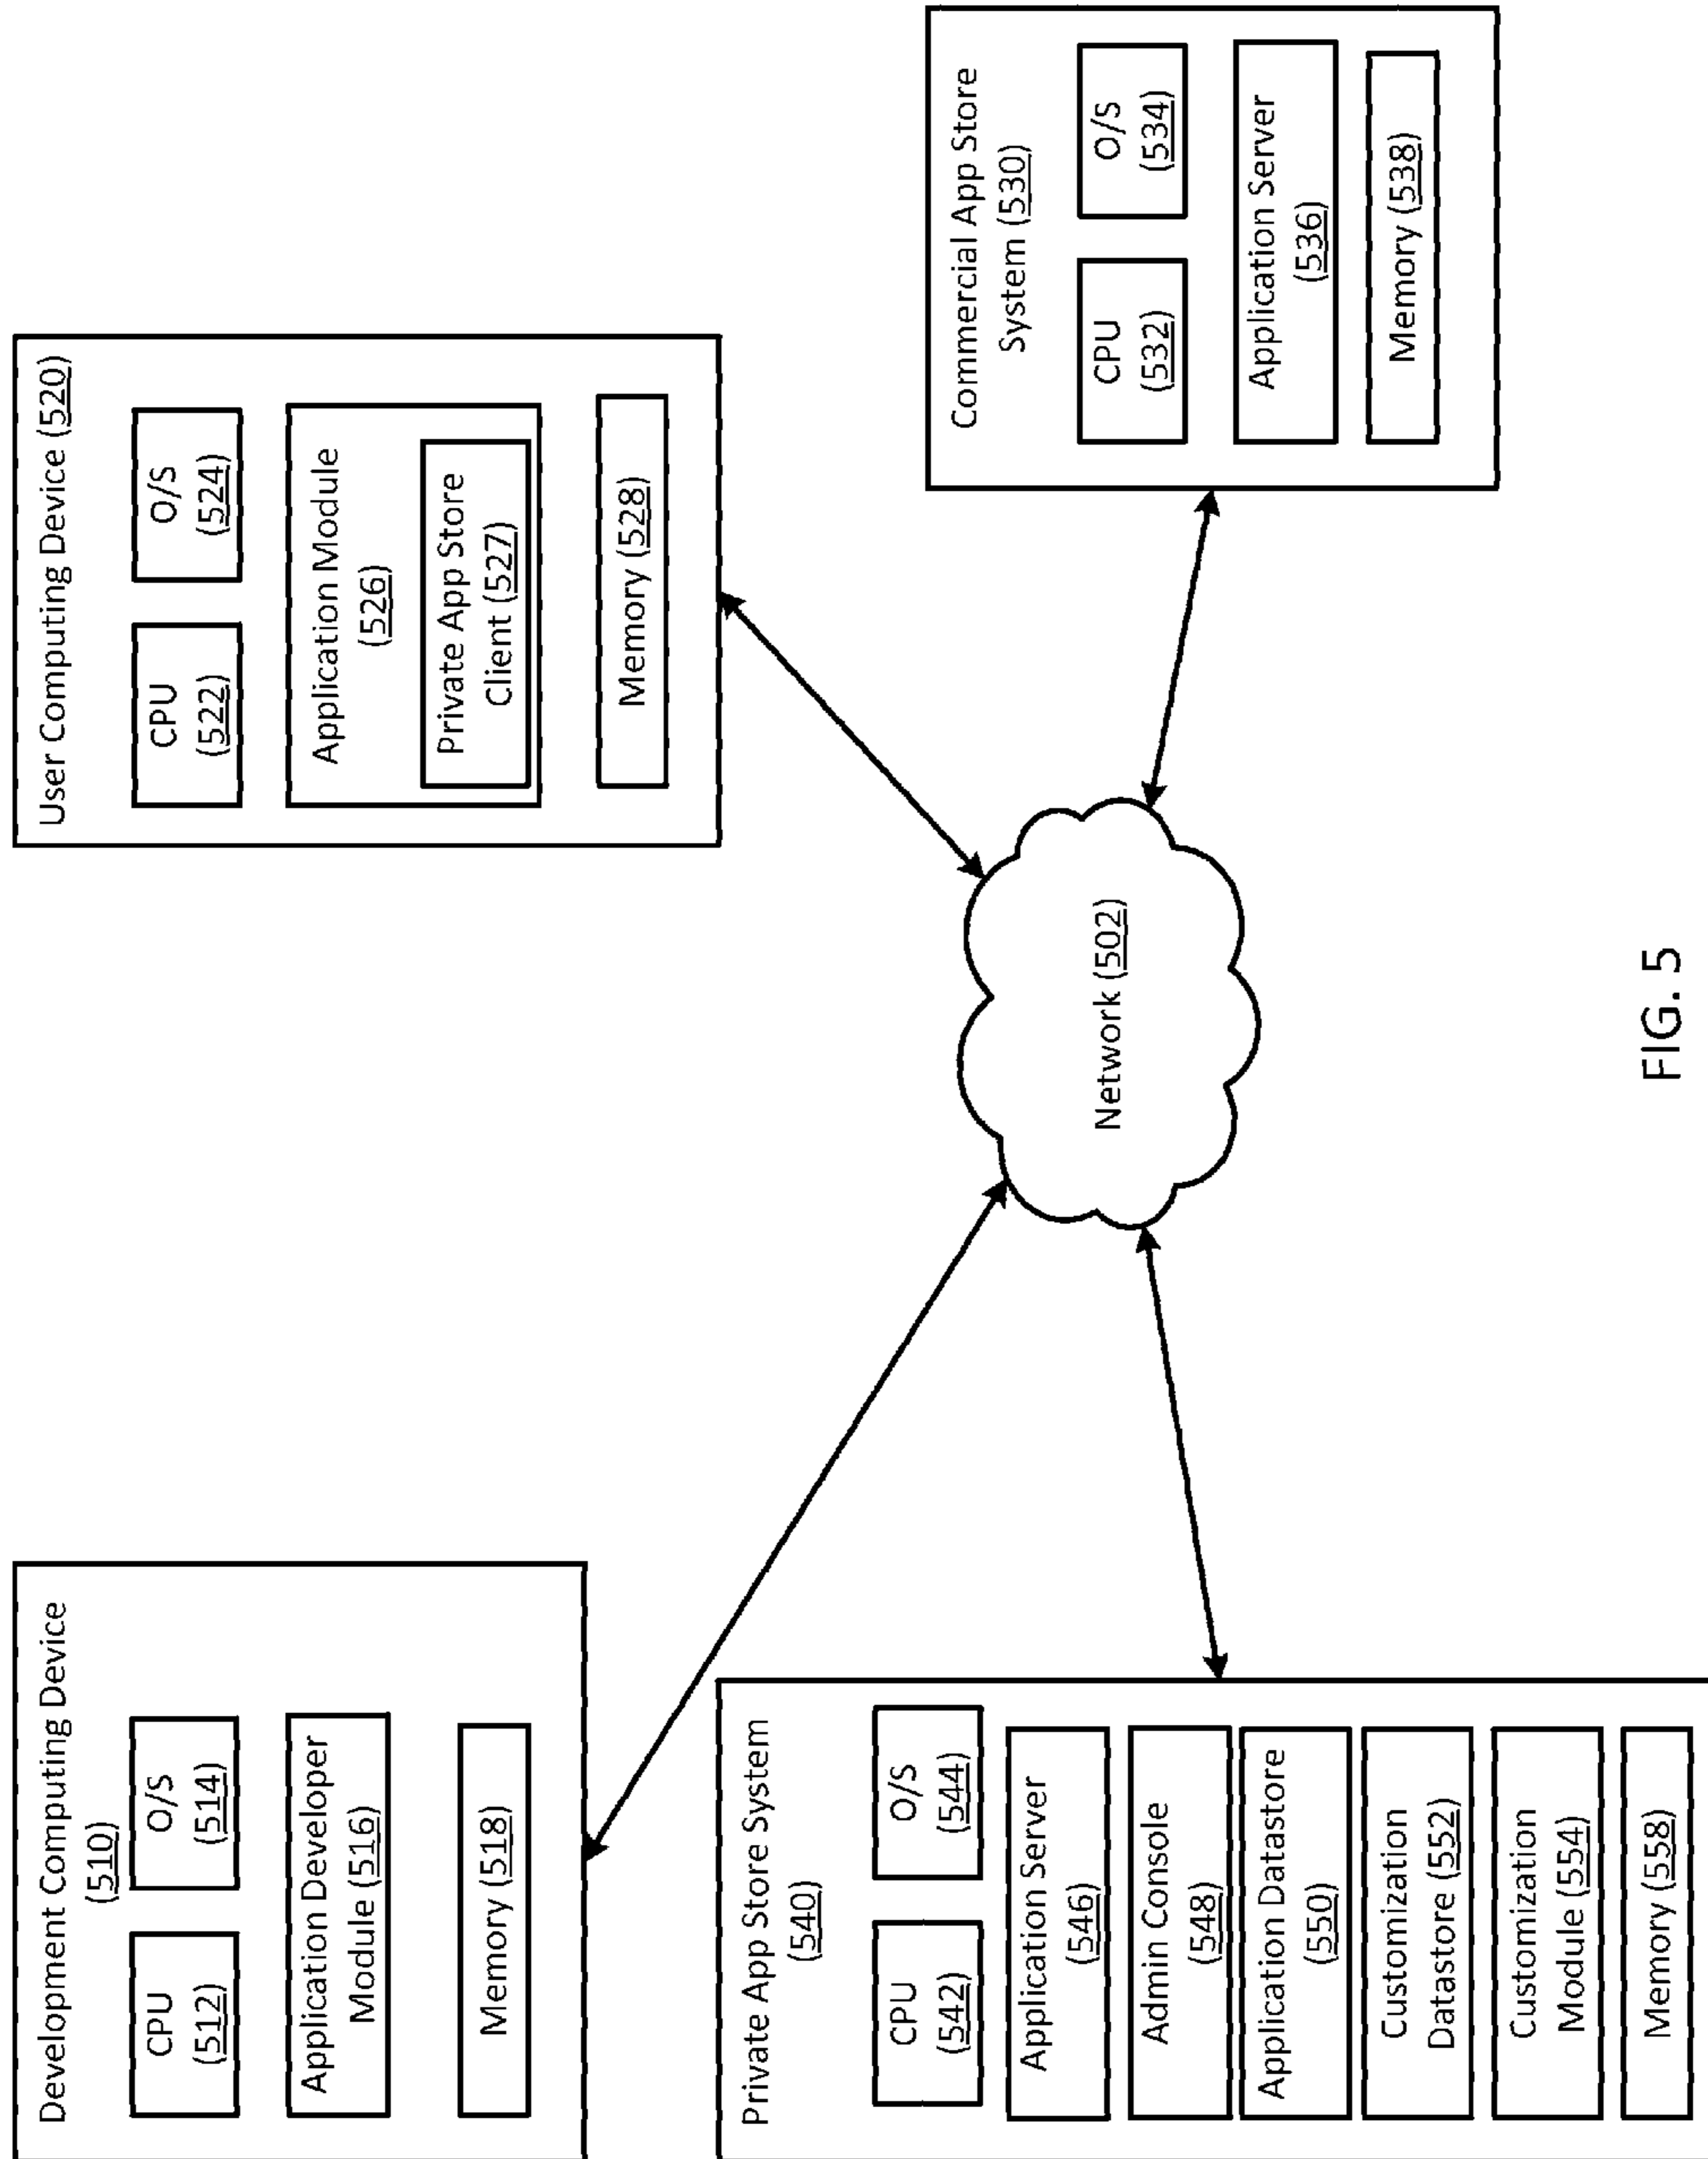 Development Computing Device
(510)
CPU
(512)
O/S
(514)
Application Developer
Module (516)
Memory (518)
User Computing Device (520)
CPU
(522)
O/S
(524)
Application Module
(526)
Private App Store
Client (527)
Memory (528)
Network (502)
Private App Store System
(540)
CPU
(542)
O/S
(544)
Application Server
(546)
Admin Console
(548)
Application Datastore
(550)
Customization
Datastore (552)
Customization
Module (554)
Memory (558)
Commercial App Store
System (530)
CPU
(532)
O/S
(534)
Application Server
(536)
Memory (538)
FIG. 5